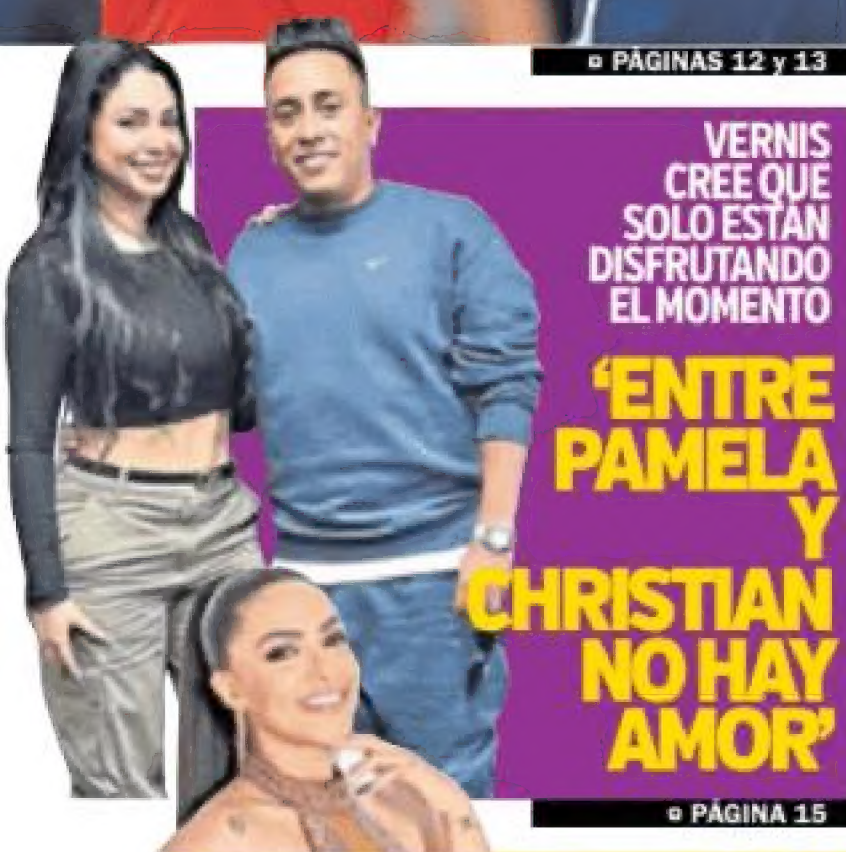 ¤ PÁGINAS 12 y 13
VERNIS
CREE QUE
SOLO ESTÁN
DISFRUTANDO
EL MOMENTO
‘ENTRE
PAMELA
Y
CHRISTIAN
NO HAY
AMOR’
¤ PÁGINA 15